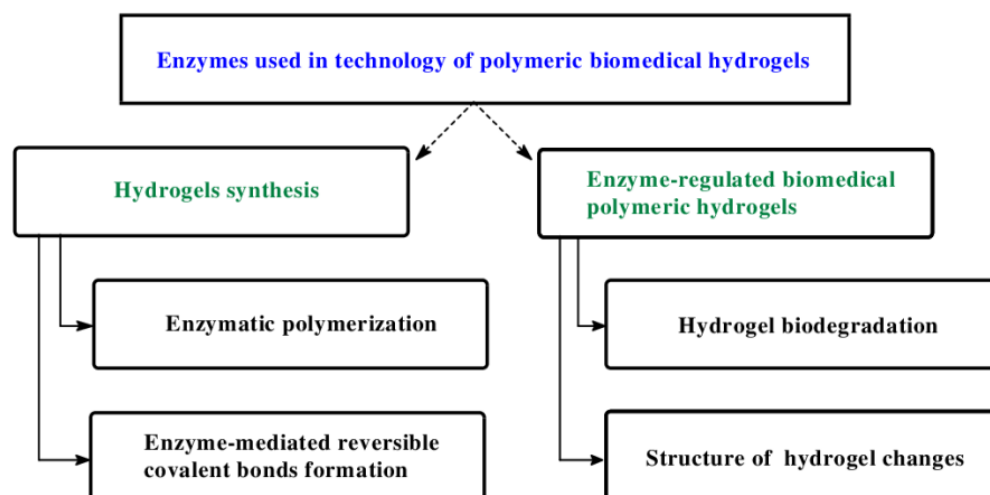 Enzymes used in technology of polymeric biomedical hydrogels
Hydrogels synthesis
Enzyme-regulated biomedical
polymeric hydrogels
Enzymatic polymerization
Hydrogel biodegradation
Enzyme-mediated reversible
covalent bonds formation
Structure of hydrogel changes